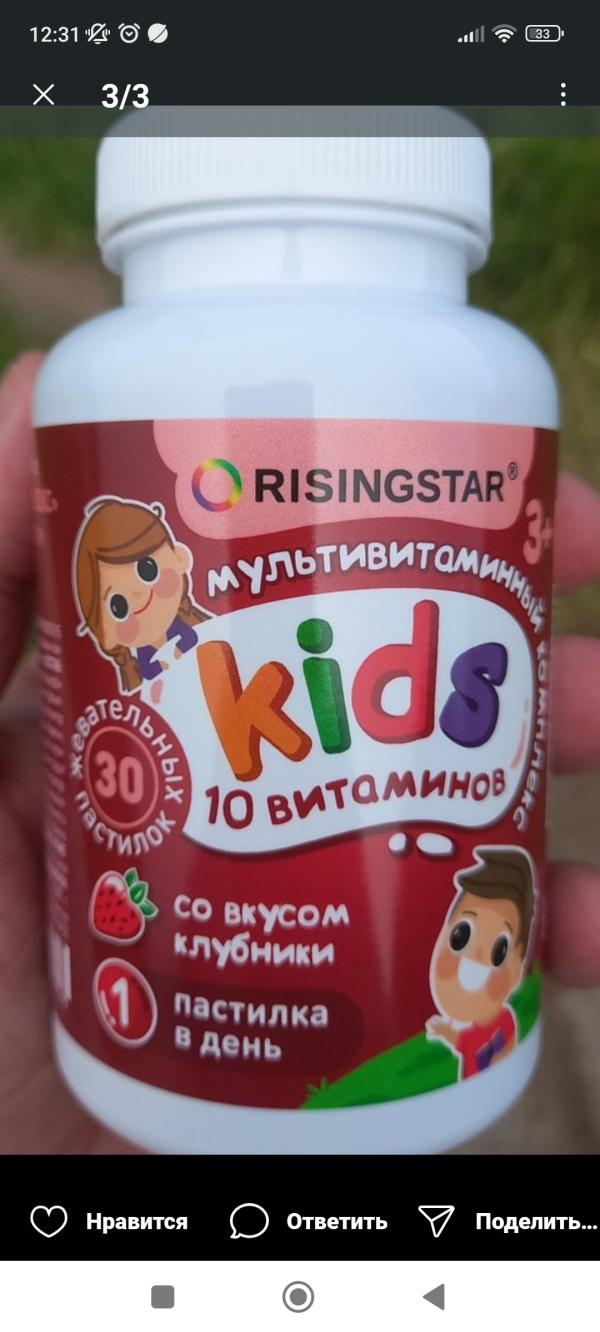 12:31
33
3/3
RISINGSTAR®
3+
мультивитаминный комплекс
kids
10 витаминов
30
жевательных
пастилок
со вкусом
клубники
1
пастилка
в день
Нравится
Ответить
Поделить...